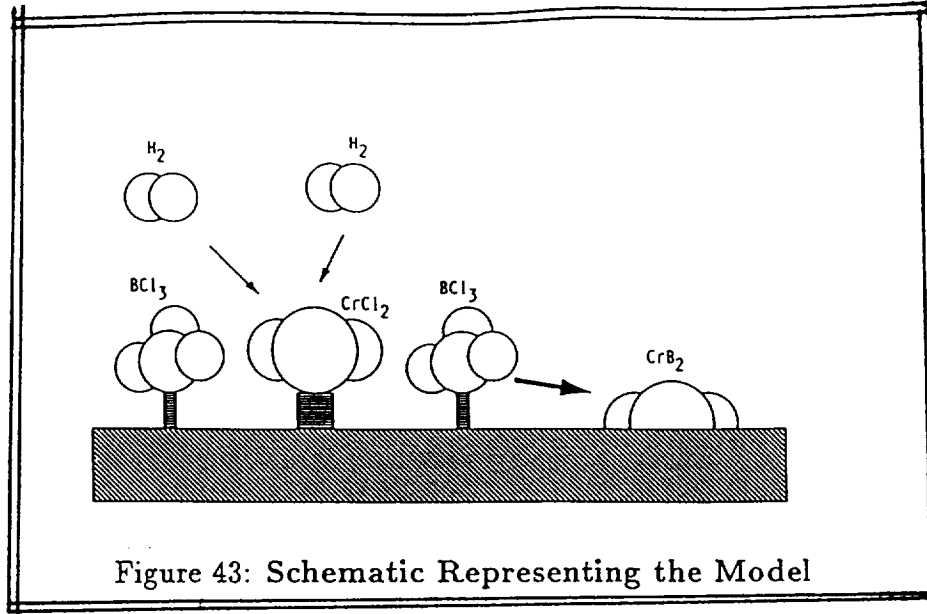 H2
H2
BCl3
CrCl2
BCl3
CrB2
Figure 43: Schematic Representing the Model